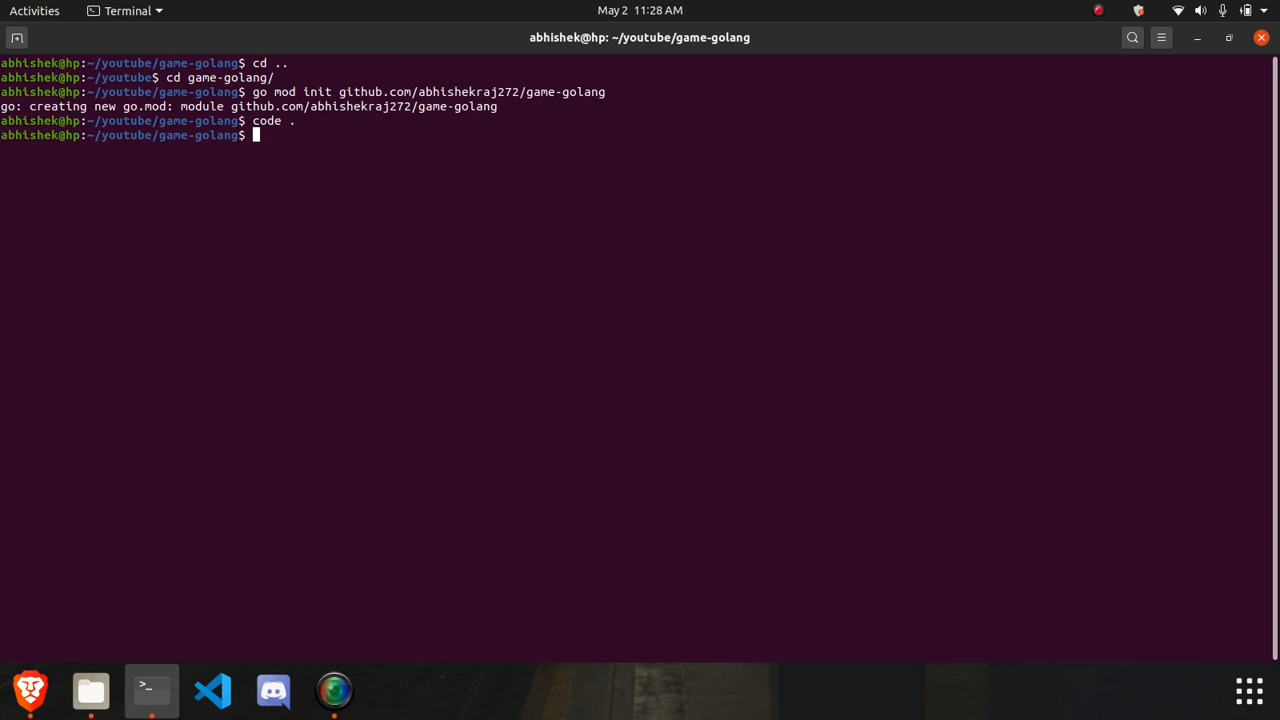 Activities Terminal May 2 11:28 AM
abhishek@hp: ~/youtube/game-golang
abhishek@hp:~/youtube/game-golang$ cd ..
abhishek@hp:~/youtube$ cd game-golang/
abhishek@hp:~/youtube/game-golang$ go mod init github.com/abhishekraj272/game-golang
go: creating new go.mod: module github.com/abhishekraj272/game-golang
abhishek@hp:~/youtube/game-golang$ code .
abhishek@hp:~/youtube/game-golang$
>_